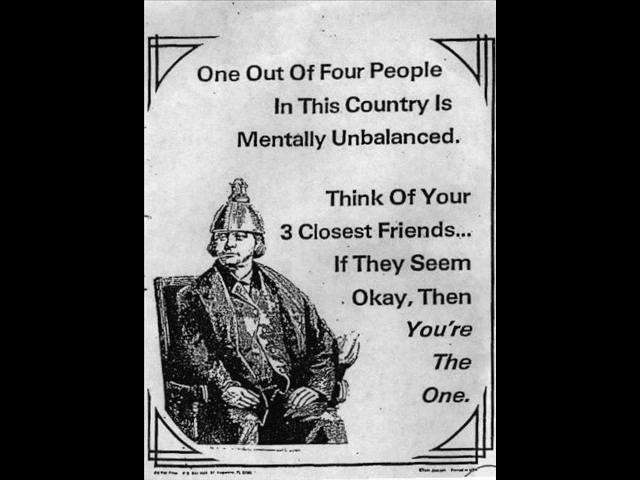 One Out Of Four People
In This Country Is
Mentally Unbalanced.
Think Of Your
3 Closest Friends...
If They Seem
Okay, Then
You're
The
One.